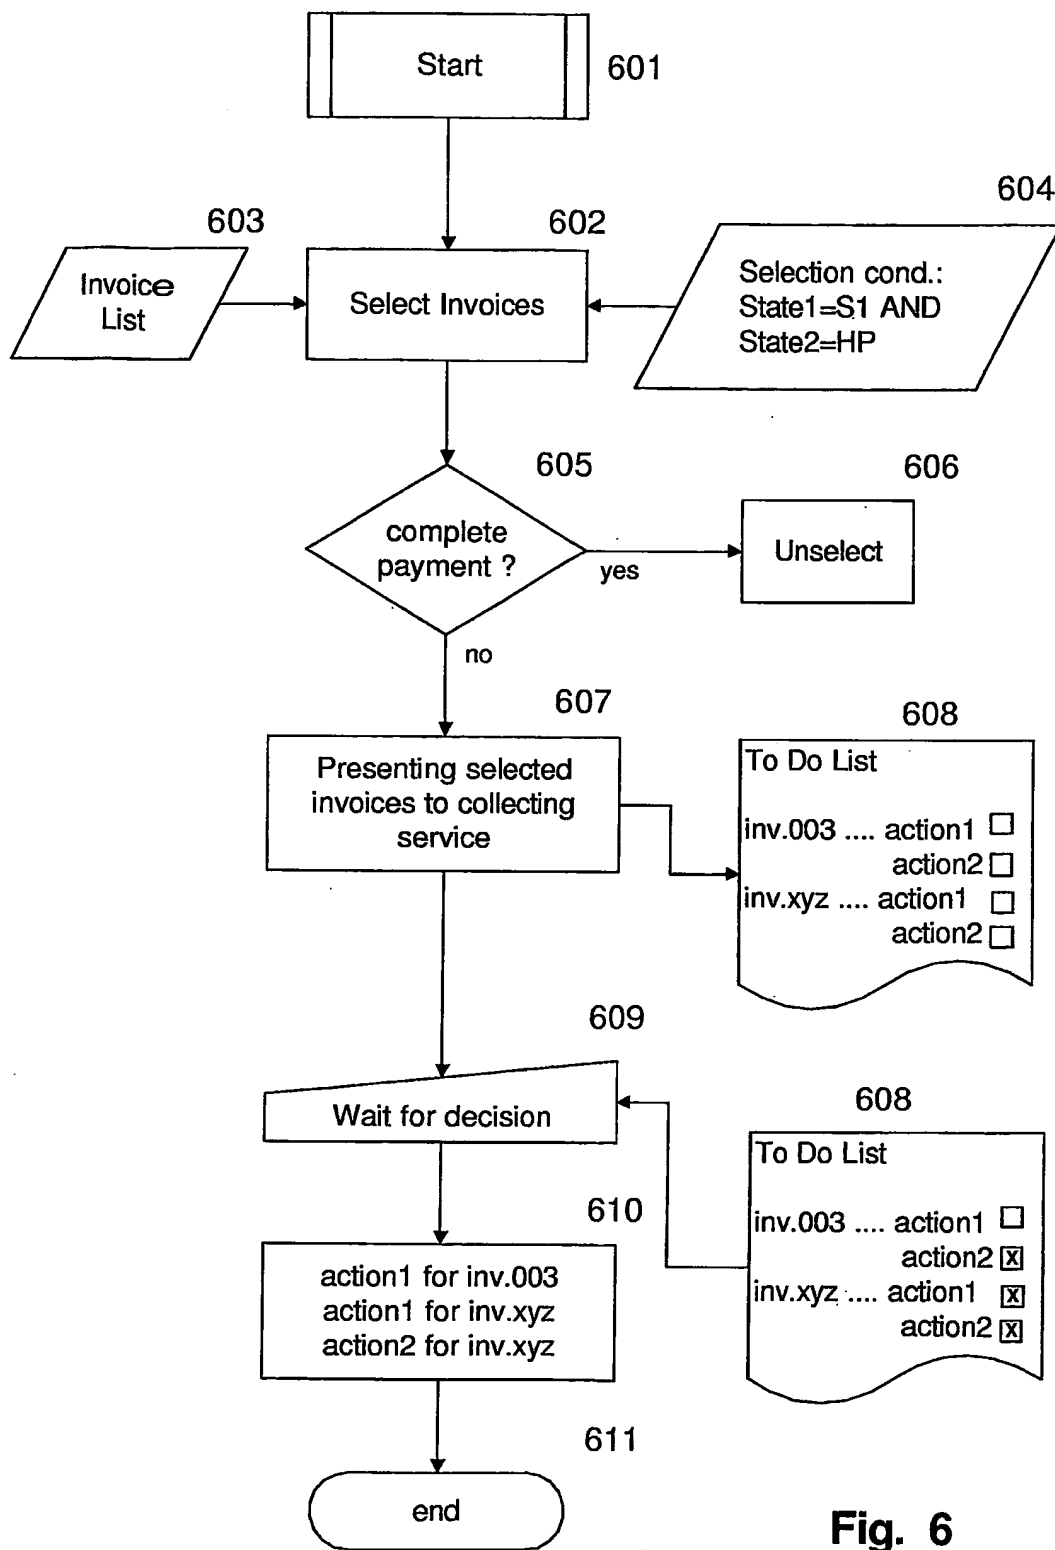 Start
601
603
602
604
Invoice
List
Select Invoices
Selection cond.:
State1=S1 AND
State2=HP
605
606
complete
payment ?
yes
Unselect
no
607
608
Presenting selected
invoices to collecting
service
To Do List
inv.003 .... action1
action2
inv.xyz .... action1
action2
609
Wait for decision
608
To Do List
inv.003 .... action1
action2 X
inv.xyz .... action1 X
action2 X
610
action1 for inv.003
action1 for inv.xyz
action2 for inv.xyz
611
end
Fig. 6